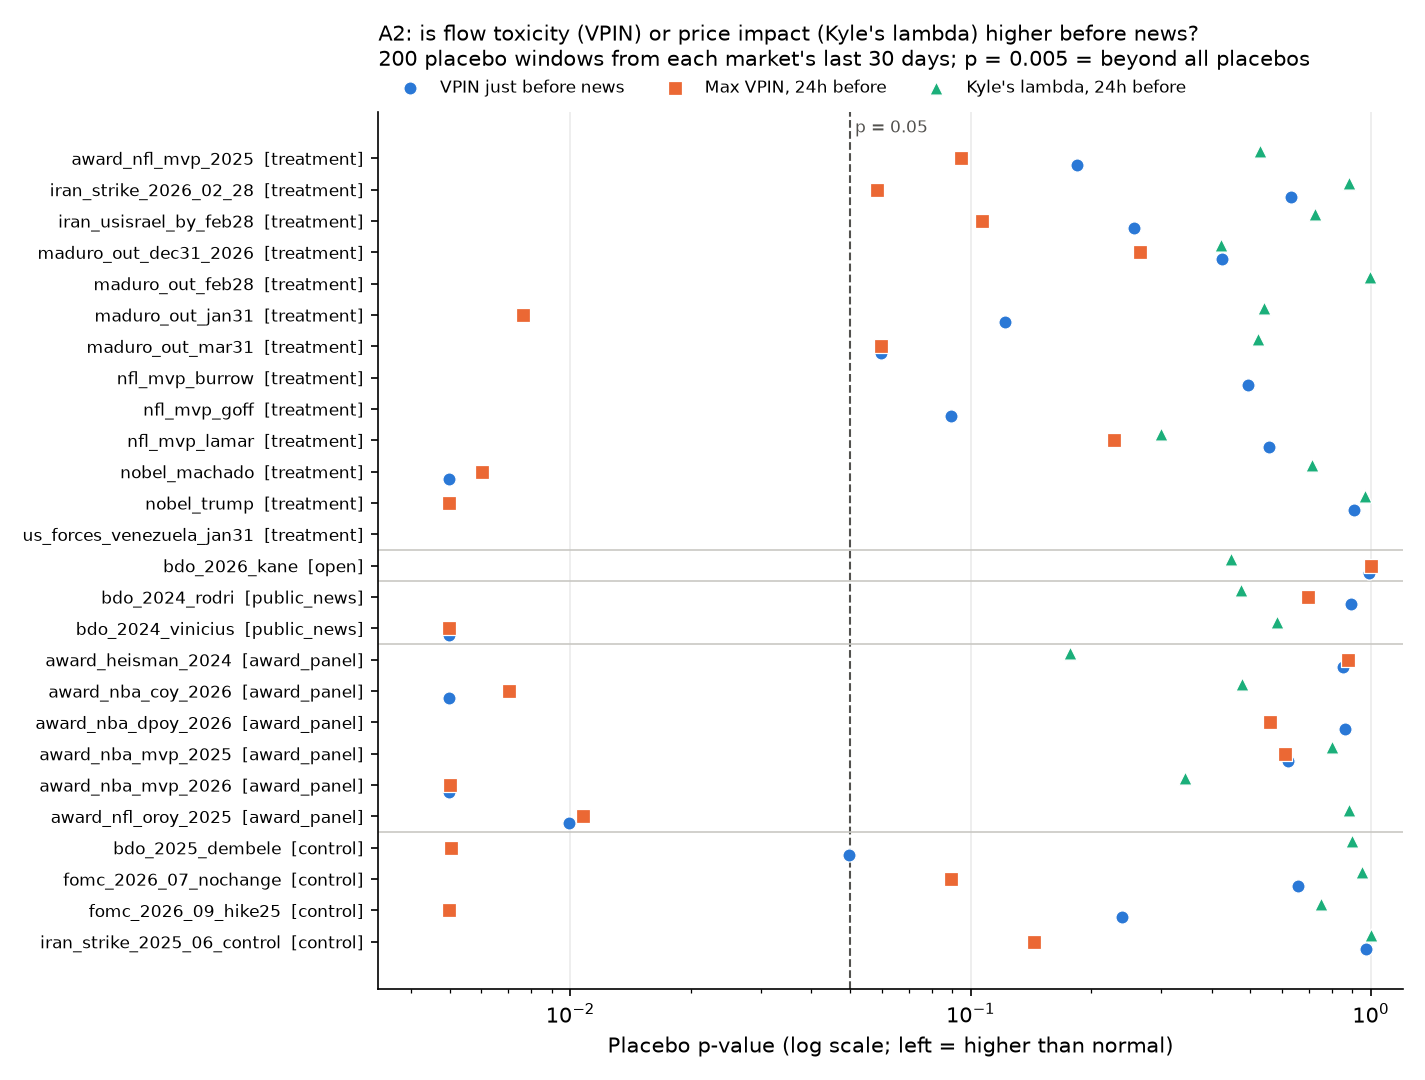 A2: is flow toxicity (VPIN) or price impact (Kyle's lambda) higher before news?
200 placebo windows from each market's last 30 days; p = 0.005 = beyond all placebos
VPIN just before news
Max VPIN, 24h before
Kyle's lambda, 24h before
p = 0.05
award_nfl_mvp_2025 [treatment]
iran_strike_2026_02_28 [treatment]
iran_usisrael_by_feb28 [treatment]
maduro_out_dec31_2026 [treatment]
maduro_out_feb28 [treatment]
maduro_out_jan31 [treatment]
maduro_out_mar31 [treatment]
nfl_mvp_burrow [treatment]
nfl_mvp_goff [treatment]
nfl_mvp_lamar [treatment]
nobel_machado [treatment]
nobel_trump [treatment]
us_forces_venezuela_jan31 [treatment]
bdo_2026_kane [open]
bdo_2024_rodri [public_news]
bdo_2024_vinicius [public_news]
award_heisman_2024 [award_panel]
award_nba_coy_2026 [award_panel]
award_nba_dpoy_2026 [award_panel]
award_nba_mvp_2025 [award_panel]
award_nba_mvp_2026 [award_panel]
award_nfl_oroy_2025 [award_panel]
bdo_2025_dembele [control]
fomc_2026_07_nochange [control]
fomc_2026_09_hike25 [control]
iran_strike_2025_06_control [control]
10⁻² 10⁻¹ 10⁰
Placebo p-value (log scale; left = higher than normal)